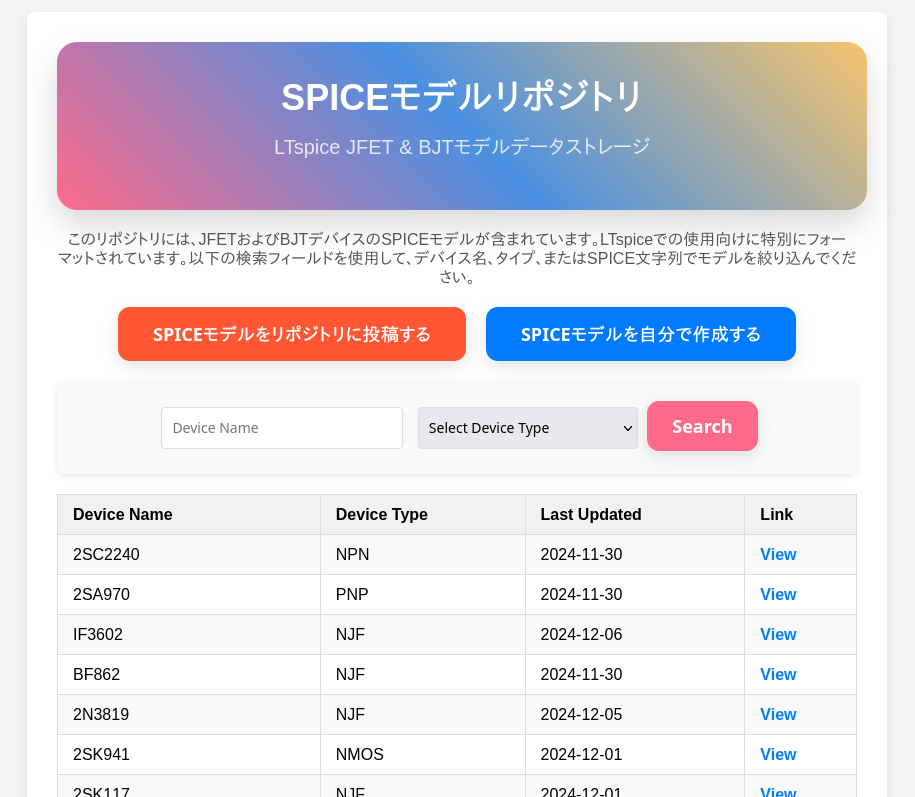 SPICEモデルリポジトリ
LTspice JFET & BJTモデルデータストレージ
このリポジトリには、JFETおよびBJTデバイスのSPICEモデルが含まれています。LTspiceでの使用向けに特別にフォー
マットされています。以下の検索フィールドを使用して、デバイス名、タイプ、またはSPICE文字列でモデルを絞り込んでくだ
さい。
SPICEモデルをリポジトリに投稿する SPICEモデルを自分で作成する
Device Name Select Device Type Search
Device Name Device Type Last Updated Link
2SC2240 NPN 2024-11-30 View
2SA970 PNP 2024-11-30 View
IF3602 NJF 2024-12-06 View
BF862 NJF 2024-11-30 View
2N3819 NJF 2024-12-05 View
2SK941 NMOS 2024-12-01 View
2SK117 NJF 2024-12-01 View